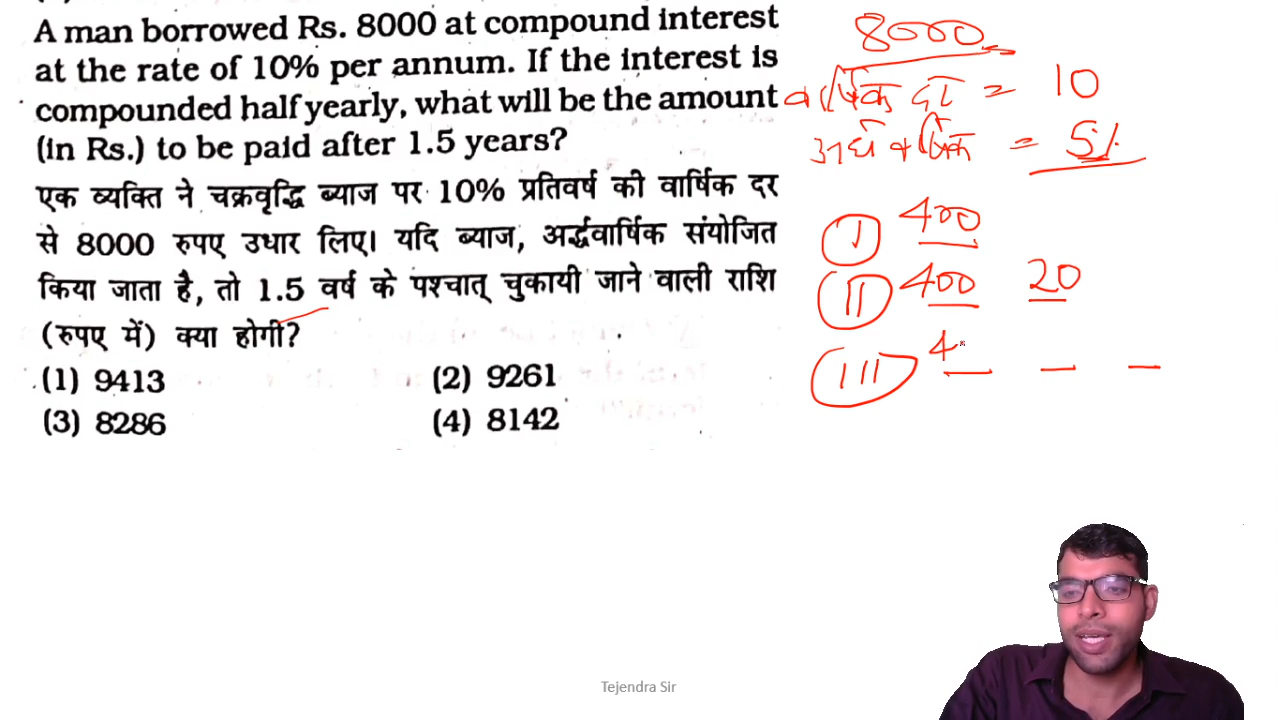 A man borrowed Rs. 8000 at compound interest
at the rate of 10% per annum. If the interest is
compounded half yearly, what will be the amount
(in Rs.) to be paid after 1.5 years?
एक व्यक्ति ने चक्रवृद्धि ब्याज पर 10% प्रतिवर्ष की वार्षिक दर
से 8000 रुपए उधार लिए। यदि ब्याज, अर्द्धवार्षिक संयोजित
किया जाता है, तो 1.5 वर्ष के पश्चात् चुकायी जाने वाली राशि
(रुपए में) क्या होगी?
(1) 9413 (2) 9261
(3) 8286 (4) 8142
8000
वार्षिक दर = 10
अर्ध वार्षिक = 5%
I 400
II 400 20
III 4
Tejendra Sir